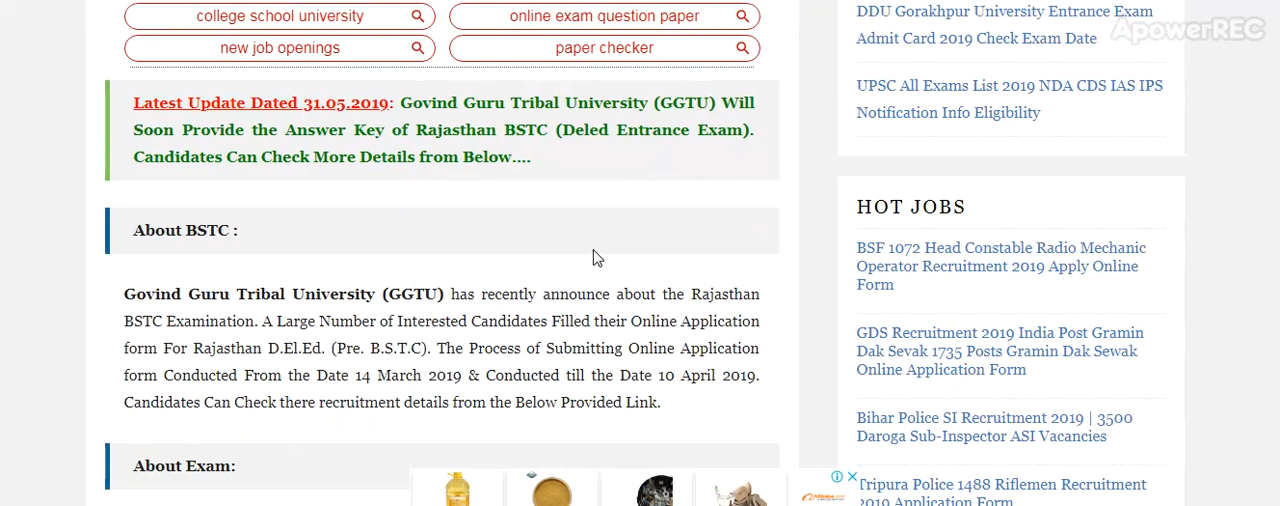 college school university
online exam question paper
new job openings
paper checker
Latest Update Dated 31.05.2019: Govind Guru Tribal University (GGTU) Will
Soon Provide the Answer Key of Rajasthan BSTC (Deled Entrance Exam).
Candidates Can Check More Details from Below....
About BSTC :
Govind Guru Tribal University (GGTU) has recently announce about the Rajasthan
BSTC Examination. A Large Number of Interested Candidates Filled their Online Application
form For Rajasthan D.El.Ed. (Pre. B.S.T.C). The Process of Submitting Online Application
form Conducted From the Date 14 March 2019 & Conducted till the Date 10 April 2019.
Candidates Can Check there recruitment details from the Below Provided Link.
About Exam:
DDU Gorakhpur University Entrance Exam
Admit Card 2019 Check Exam Date
ApowerREC
UPSC All Exams List 2019 NDA CDS IAS IPS
Notification Info Eligibility
HOT JOBS
BSF 1072 Head Constable Radio Mechanic
Operator Recruitment 2019 Apply Online
Form
GDS Recruitment 2019 India Post Gramin
Dak Sevak 1735 Posts Gramin Dak Sewak
Online Application Form
Bihar Police SI Recruitment 2019 | 3500
Daroga Sub-Inspector ASI Vacancies
Tripura Police 1488 Riflemen Recruitment
2019 Application Form
Alibaba.com